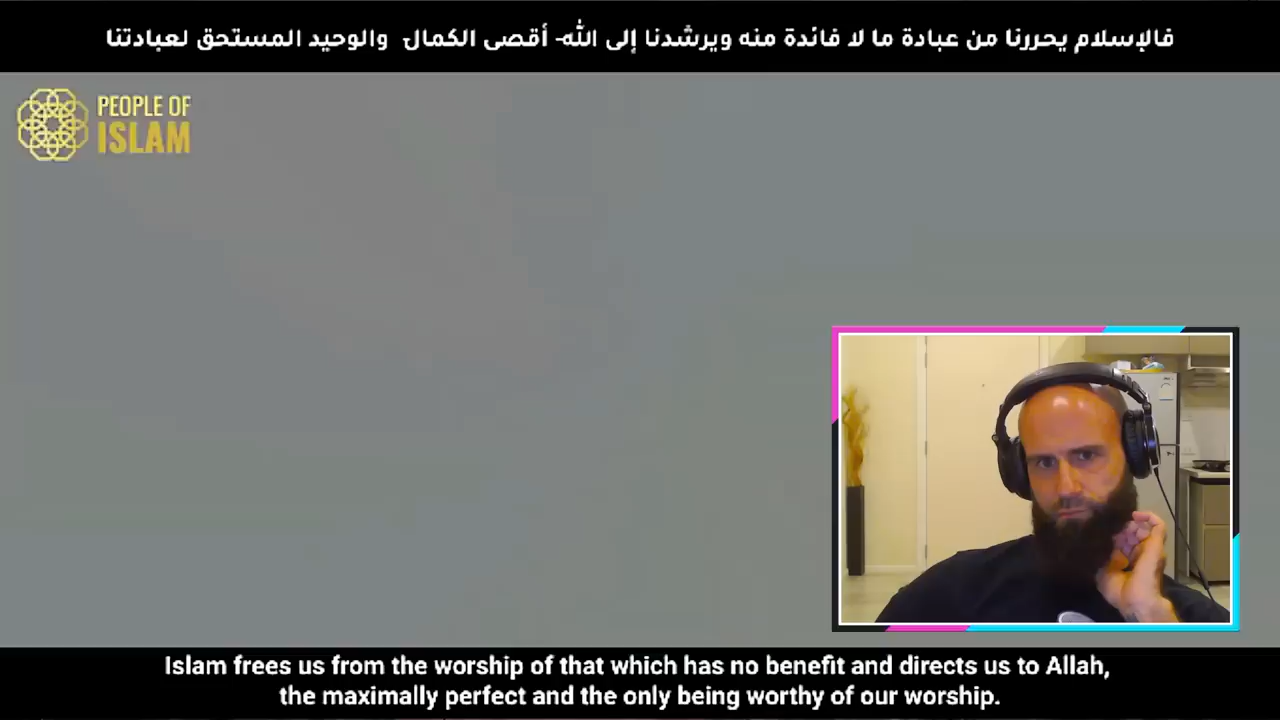 فالإسلام يحررنا من عبادة ما لا فائدة منه ويرشدنا إلى الله- أقصى الكمال- والوحيد المستحق لعبادتنا
PEOPLE OF
ISLAM
Islam frees us from the worship of that which has no benefit and directs us to Allah,
the maximally perfect and the only being worthy of our worship.